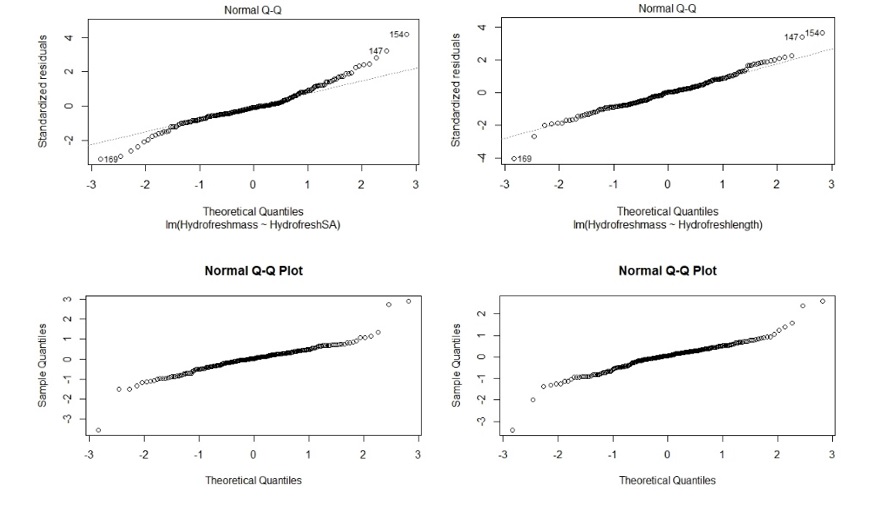 Normal Q-Q
Standardized residuals
4
2
0
-2
154
147
169
-3 -2 -1 0 1 2 3
Theoretical Quantiles
lm(Hydrofreshmass ~ HydrofreshSA)
Normal Q-Q
Standardized residuals
4
2
0
-2
-4
147 154
169
-3 -2 -1 0 1 2 3
Theoretical Quantiles
lm(Hydrofreshmass ~ Hydrofreshlength)
Normal Q-Q Plot
Sample Quantiles
3
2
1
0
-1
-2
-3
-3 -2 -1 0 1 2 3
Theoretical Quantiles
Normal Q-Q Plot
Sample Quantiles
2
1
0
-1
-2
-3
-3 -2 -1 0 1 2 3
Theoretical Quantiles